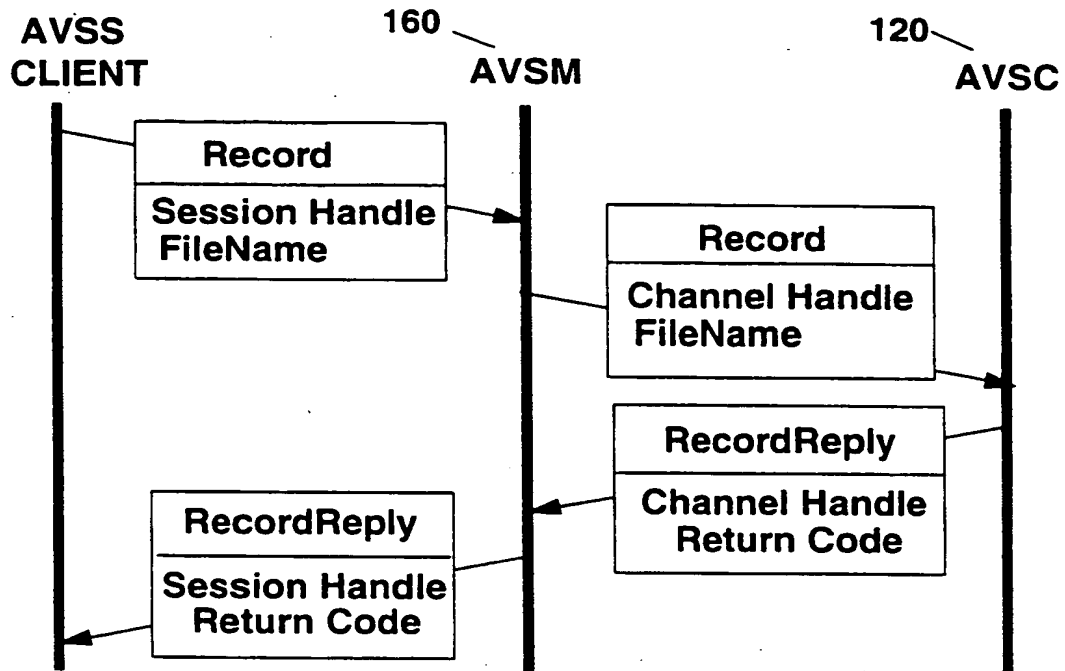 AVSS
CLIENT
160
AVSM
120
AVSC
Record
Session Handle
FileName
Record
Channel Handle
FileName
RecordReply
Channel Handle
Return Code
RecordReply
Session Handle
Return Code